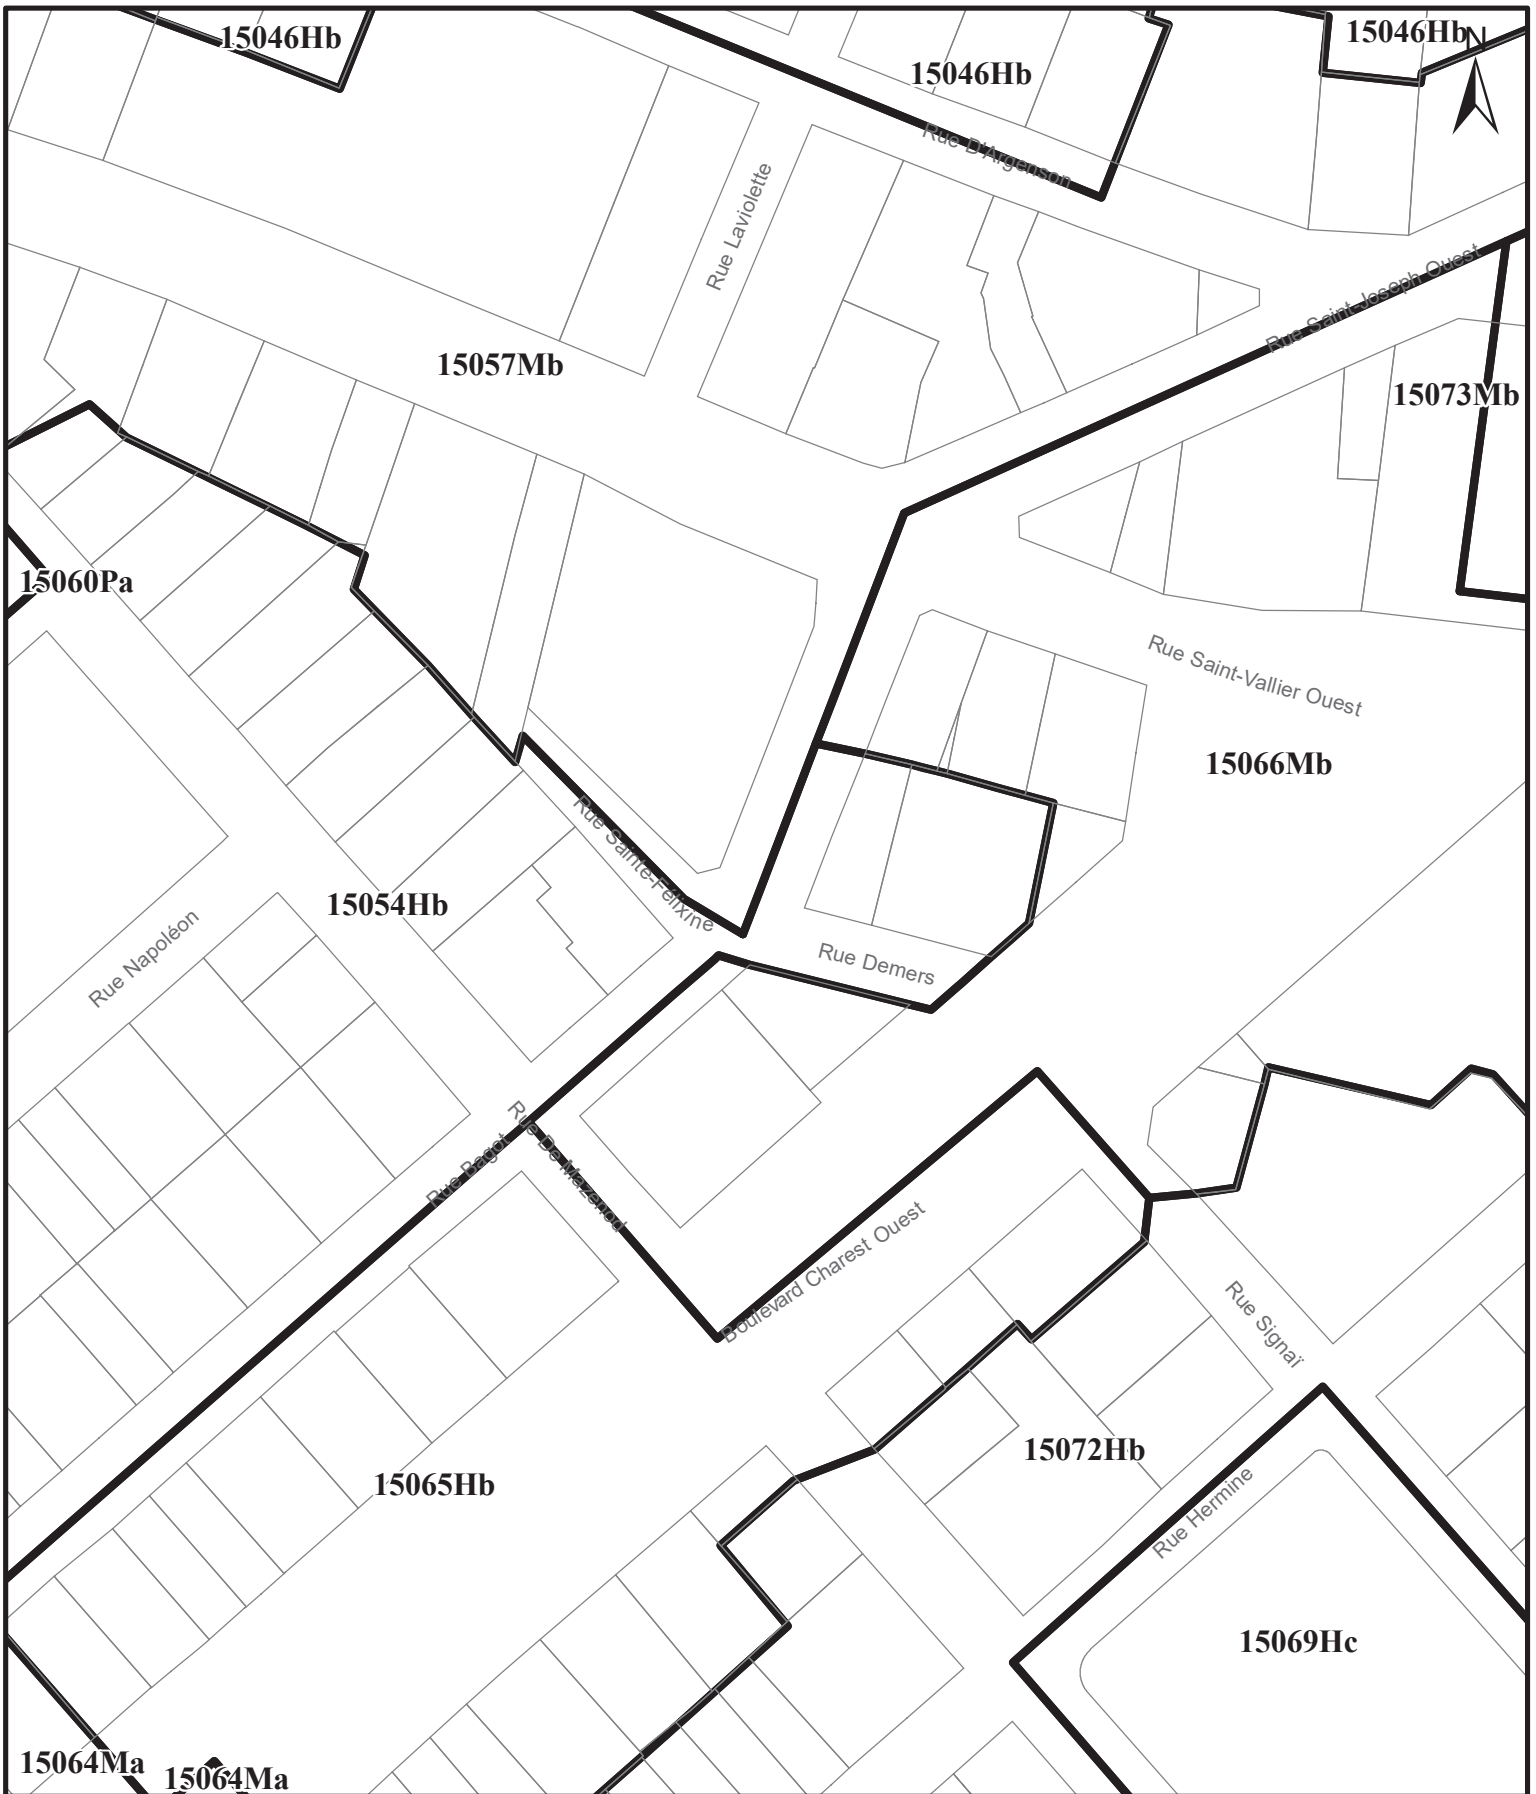 15046Hb
15046Hb
15046Hb
N
Rue D'Argenson
Rue Laviolette
Rue Saint-Joseph Ouest
15057Mb
15073Mb
15060Pa
Rue Saint-Vallier Ouest
15066Mb
Rue Sainte-Félixine
15054Hb
Rue Napoléon
Rue Demers
Rue Bagot
Rue De Mazenod
Boulevard Charest Ouest
Rue Signaï
15072Hb
15065Hb
Rue Hermine
15069Hc
15064Ma
15064Ma